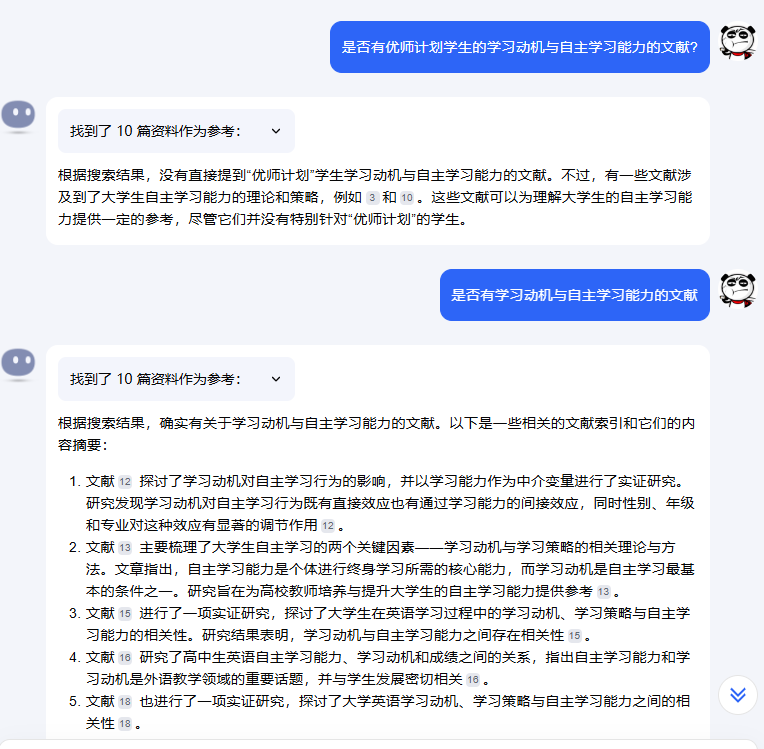 是否有优师计划学生的学习动机与自主学习能力的文献?
找到了 10 篇资料作为参考：
根据搜索结果，没有直接提到“优师计划”学生学习动机与自主学习能力的文献。不过，有一些文献涉
及到了大学生自主学习能力的理论和策略，例如 3 和 10 。这些文献可以为理解大学生的自主学习能
力提供一定的参考，尽管它们并没有特别针对“优师计划”的学生。
是否有学习动机与自主学习能力的文献
找到了 10 篇资料作为参考：
根据搜索结果，确实有关于学习动机与自主学习能力的文献。以下是一些相关的文献索引和它们的内
容摘要：
1. 文献 12 探讨了学习动机对自主学习行为的影响，并以学习能力作为中介变量进行了实证研究。
研究发现学习动机对自主学习行为既有直接效应也有通过学习能力的间接效应，同时性别、年级
和专业对这种效应有显著的调节作用 12 。
2. 文献 13 主要梳理了大学生自主学习的两个关键因素——学习动机与学习策略的相关理论与方
法。文章指出，自主学习能力是个体进行终身学习所需的核心能力，而学习动机是自主学习最基
本的条件之一。研究旨在为高校教师培养与提升大学生的自主学习能力提供参考 13 。
3. 文献 15 进行了一项实证研究，探讨了大学生在英语学习过程中的学习动机、学习策略与自主学
习能力的相关性。研究结果表明，学习动机与自主学习能力之间存在相关性 15 。
4. 文献 16 研究了高中生英语自主学习能力、学习动机和成绩之间的关系，指出自主学习能力和学
习动机是外语教学领域的重要话题，并与学生发展密切相关 16 。
5. 文献 18 也进行了一项实证研究，探讨了大学英语学习动机、学习策略与自主学习能力之间的相
关性 18 。